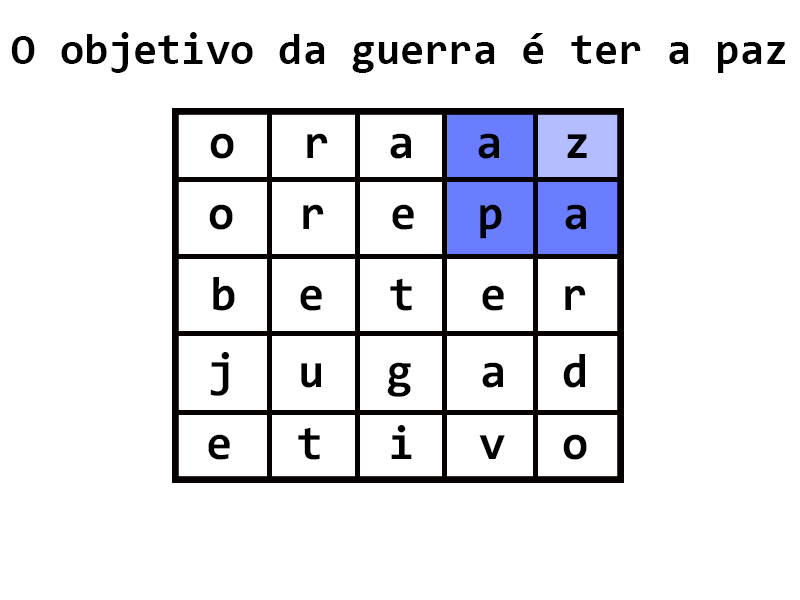 O objetivo da guerra é ter a paz
o r a a z
o r e p a
b e t e r
j u g a d
e t i v o